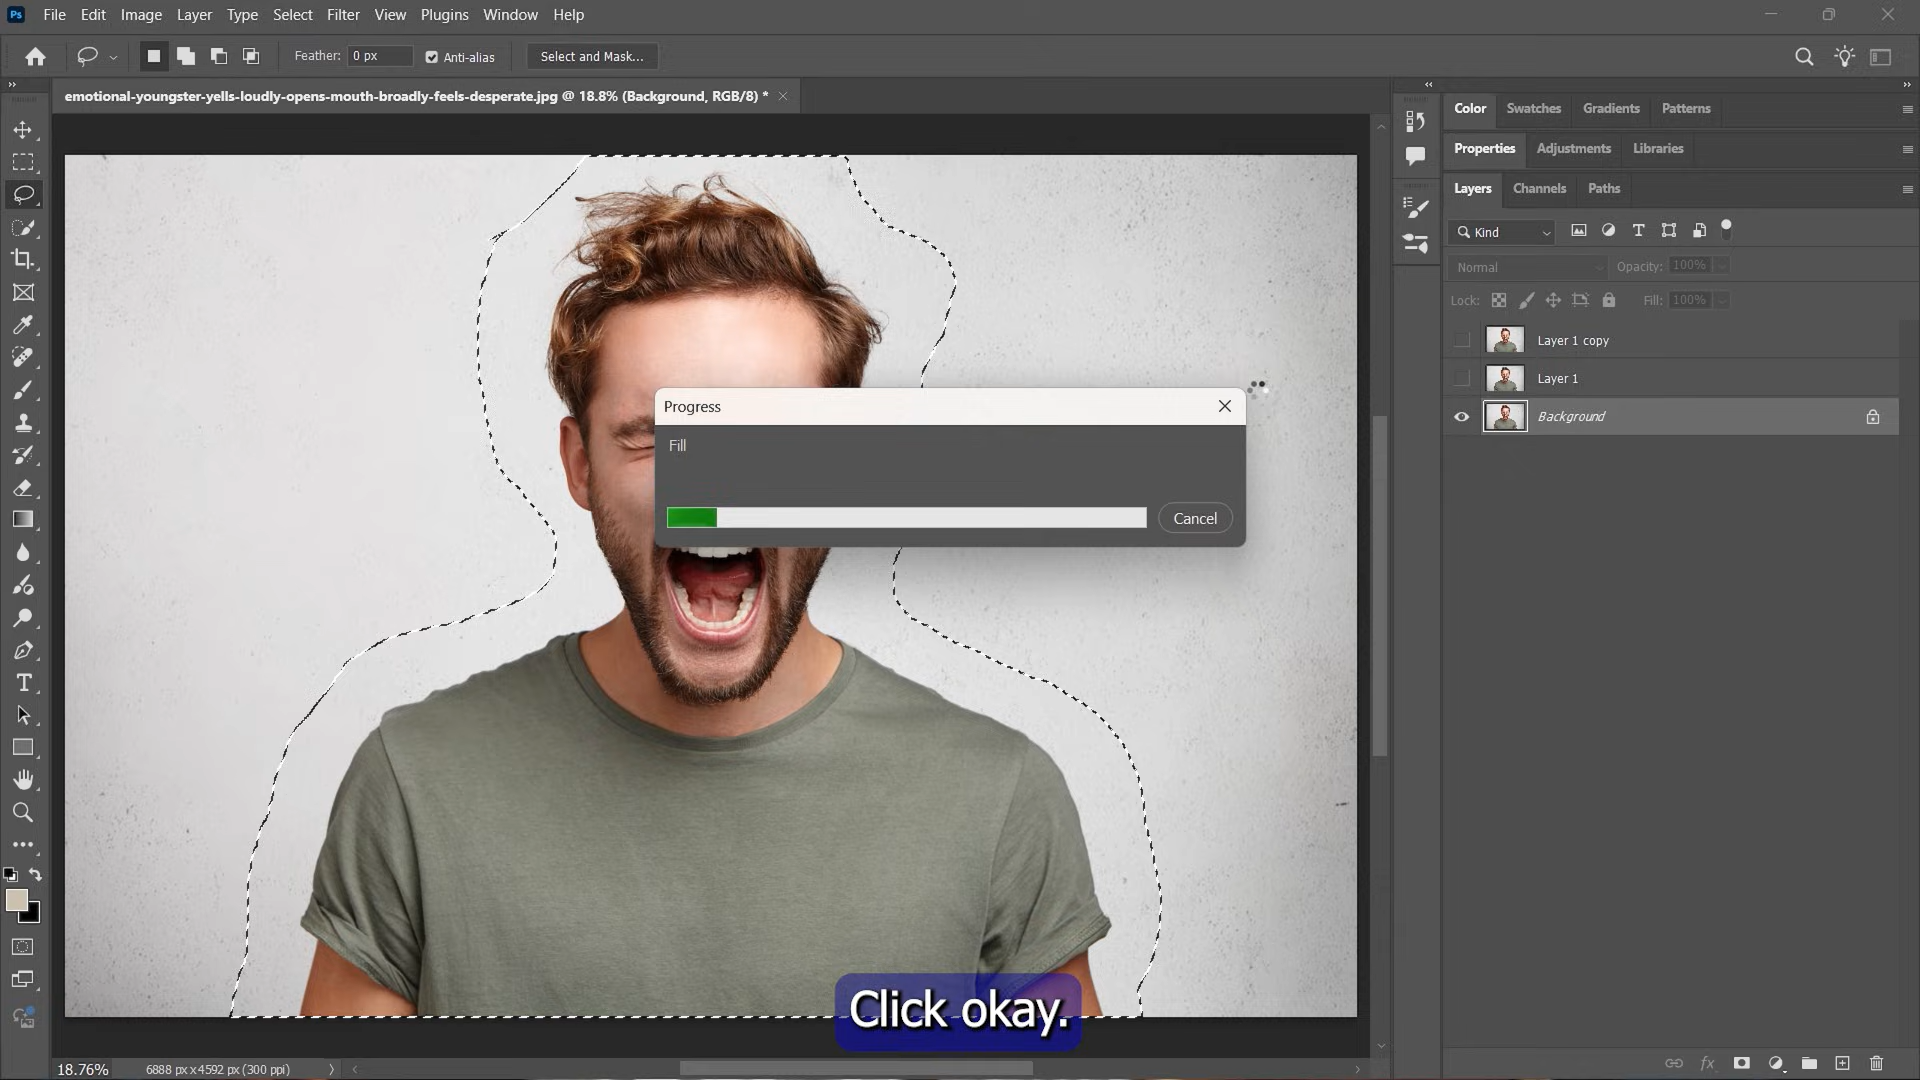 Ps File Edit Image Layer Type Select Filter View Plugins Window Help
Feather: 0 px Anti-alias Select and Mask...
emotional-youngster-yells-loudly-opens-mouth-broadly-feels-desperate.jpg @ 18.8% (Background, RGB/8) *
Color Swatches Gradients Patterns
Properties Adjustments Libraries
Layers Channels Paths
Kind
Normal Opacity: 100%
Lock: Fill: 100%
Layer 1 copy
Layer 1
Background
Progress
Fill
Cancel
Click okay.
18.76% 6888 px x 4592 px (300 ppi)
fx